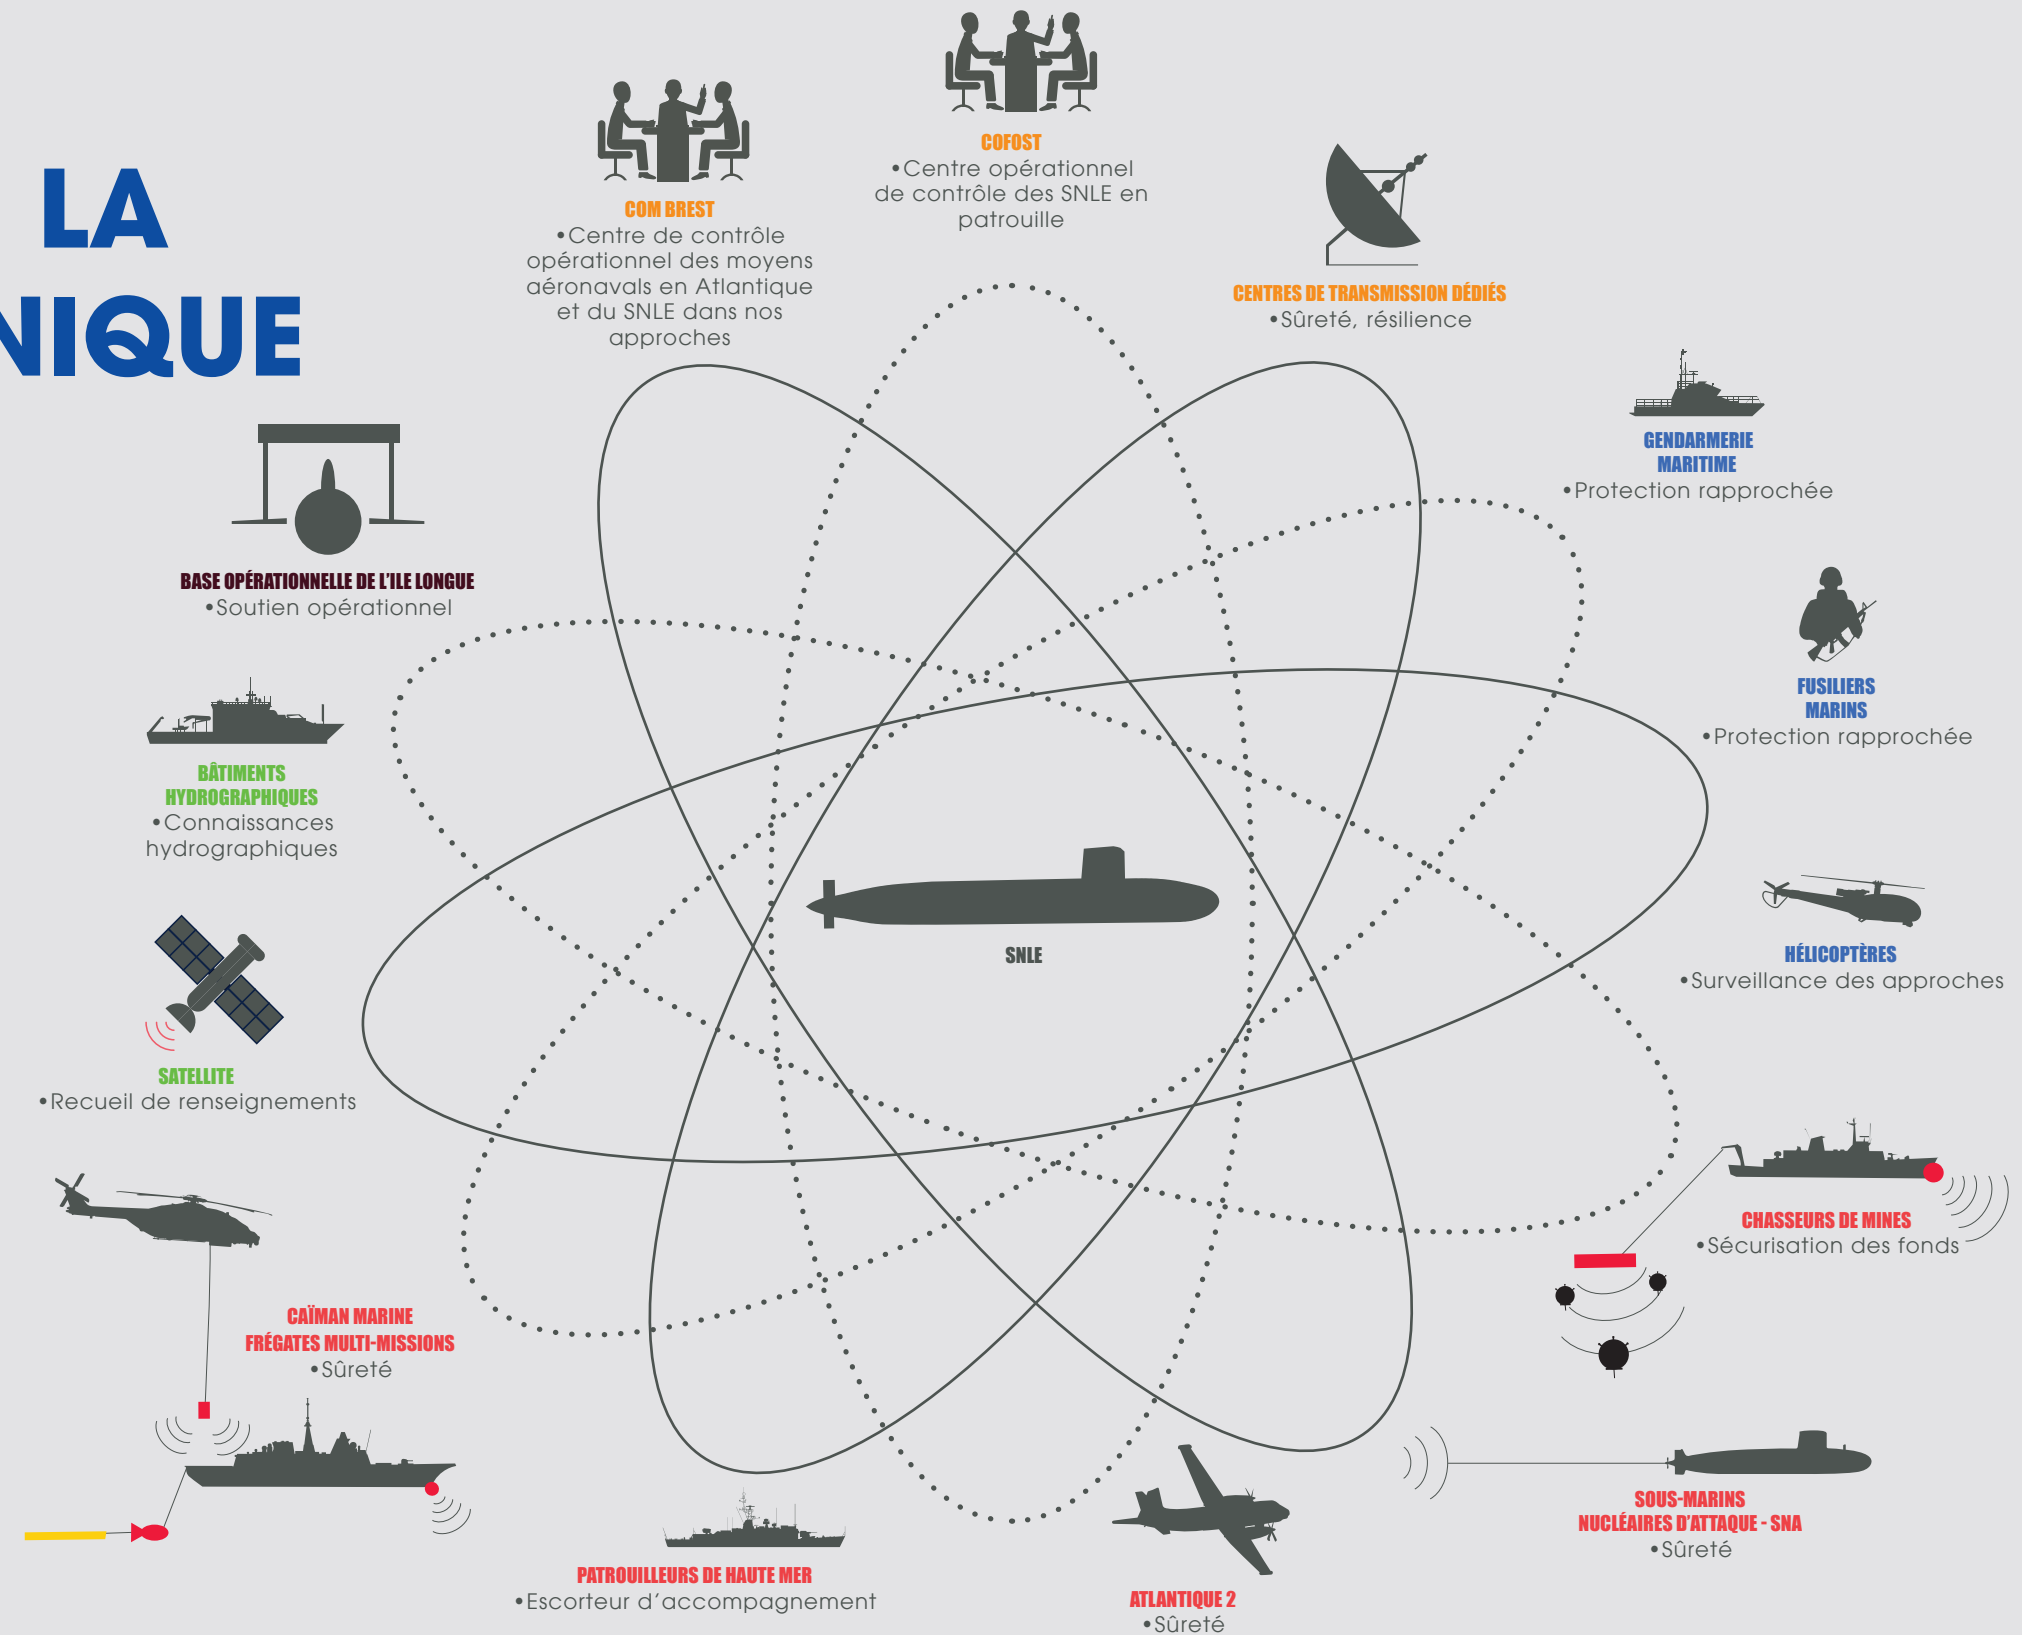 LA
NIQUE
COM BREST
•Centre de contrôle
opérationnel des moyens
aéronavals en Atlantique
et du SNLE dans nos
approches
COFOST
•Centre opérationnel
de contrôle des SNLE en
patrouille
CENTRES DE TRANSMISSION DÉDIÉS
•Sûreté, résilience
GENDARMERIE
MARITIME
•Protection rapprochée
BASE OPÉRATIONNELLE DE L'ILE LONGUE
•Soutien opérationnel
FUSILIERS
MARINS
•Protection rapprochée
BÂTIMENTS
HYDROGRAPHIQUES
•Connaissances
hydrographiques
SNLE
HÉLICOPTÈRES
•Surveillance des approches
SATELLITE
•Recueil de renseignements
CHASSEURS DE MINES
•Sécurisation des fonds
CAÏMAN MARINE
FRÉGATES MULTI-MISSIONS
•Sûreté
PATROUILLEURS DE HAUTE MER
•Escorteur d'accompagnement
ATLANTIQUE 2
•Sûreté
SOUS-MARINS
NUCLÉAIRES D'ATTAQUE - SNA
•Sûreté